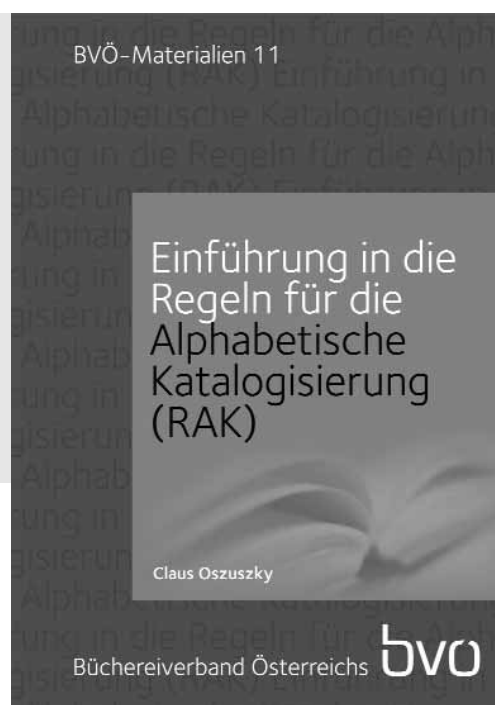 BVÖ-Materialien 11
Einführung in die
Regeln für die
Alphabetische
Katalogisierung
(RAK)
Claus Oszuszky
Büchereiverband Österreichs bvö